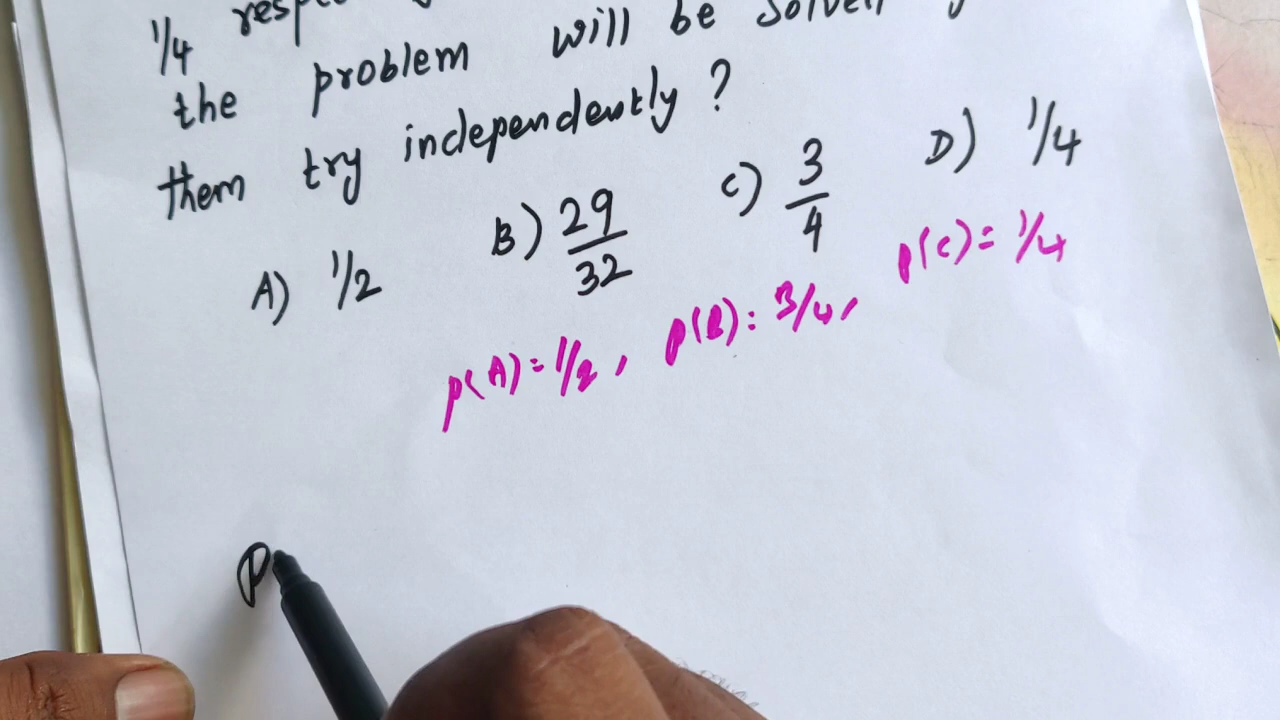 1/4
the problem will be
them try independently ?
A) 1/2 B) 29/32 C) 3/4 D) 1/4
P(A) = 1/2 , P(B) = 3/4 , P(C) = 1/4
P